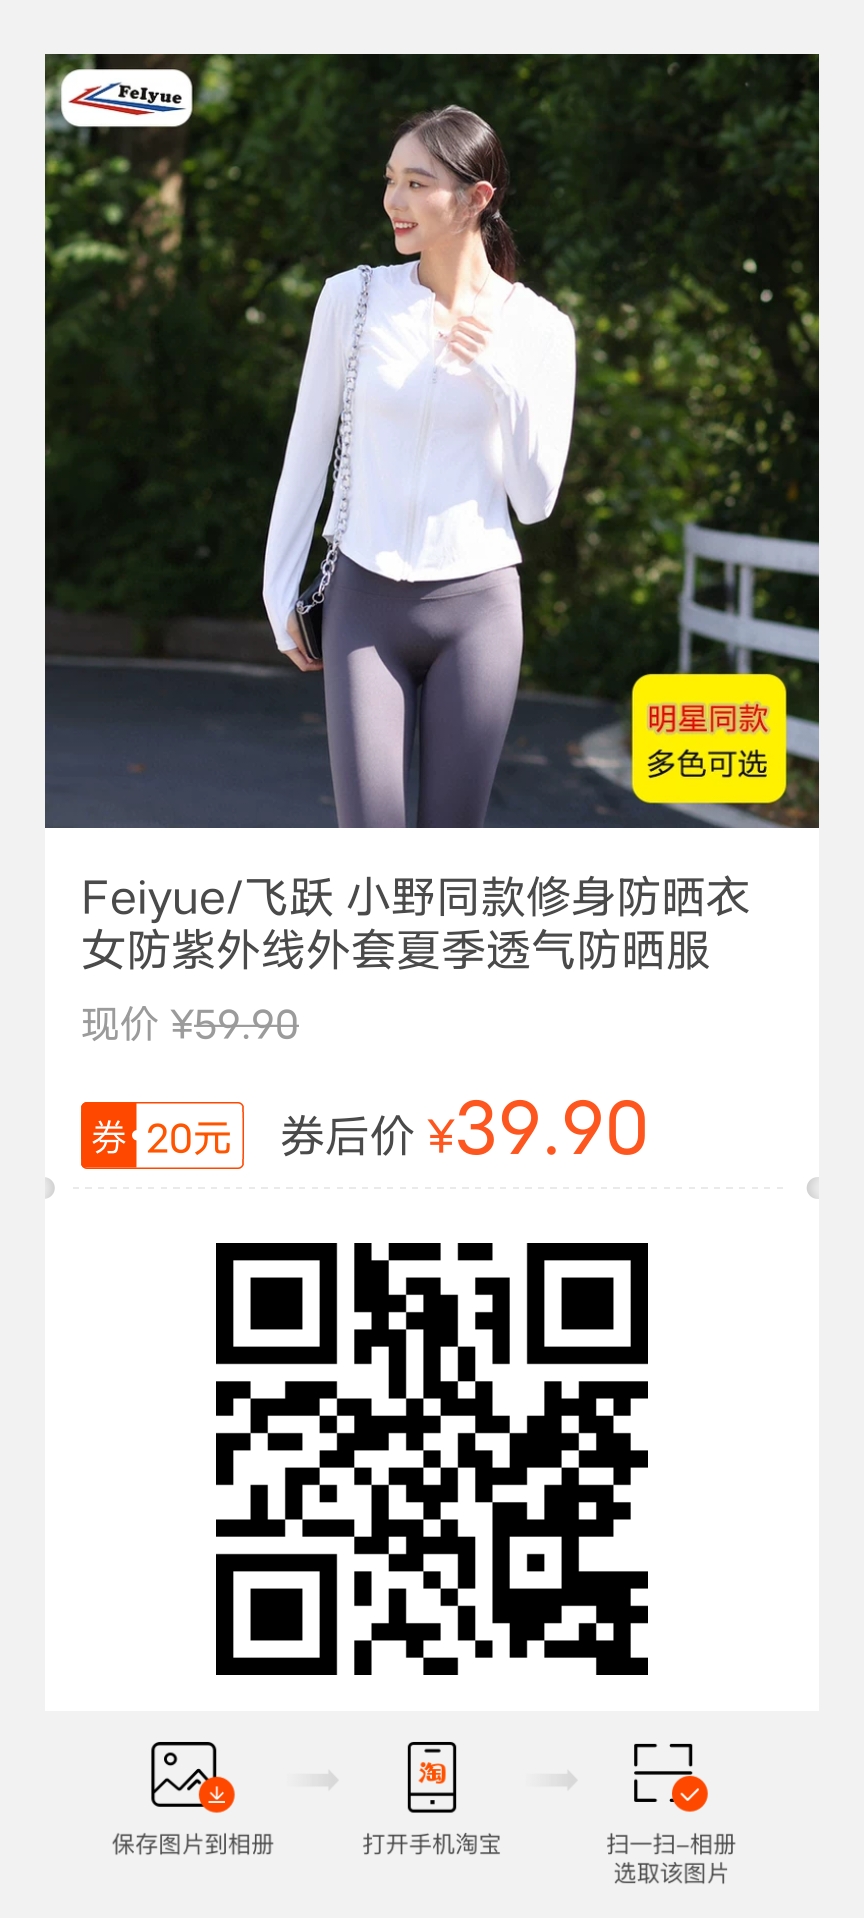 FeIyue
明星同款
多色可选
Feiyue/飞跃 小野同款修身防晒衣
女防紫外线外套夏季透气防晒服
现价 ¥59.90
券 20元 券后价 ¥39.90
淘
保存图片到相册
打开手机淘宝
扫一扫-相册
选取该图片